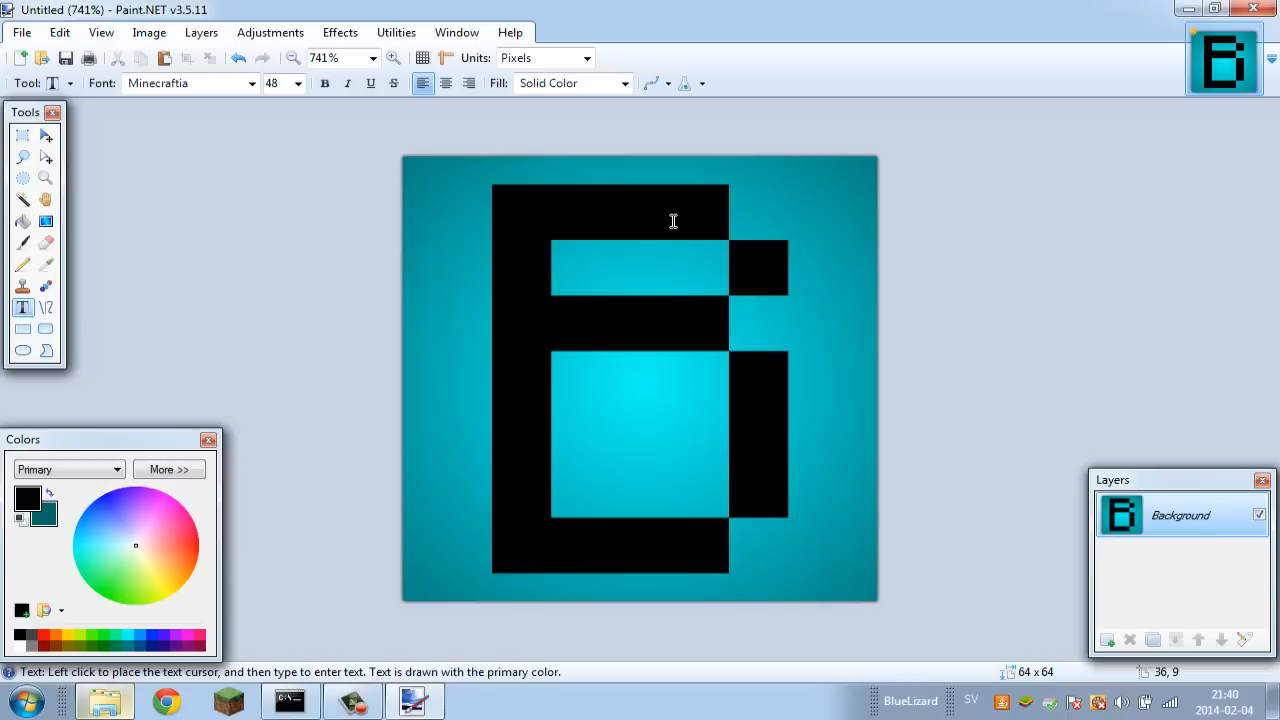 Untitled (741%) - Paint.NET v3.5.11
File Edit View Image Layers Adjustments Effects Utilities Window Help
741% Units: Pixels
Tool: T Font: Minecraftia 48 B I U S Fill: Solid Color
Tools
B
T
Colors
Primary More >>
Layers
Background
Text: Left click to place the text cursor, and then type to enter text. Text is drawn with the primary color.
64 x 64
36, 9
BlueLizard SV
21:40
2014-02-04